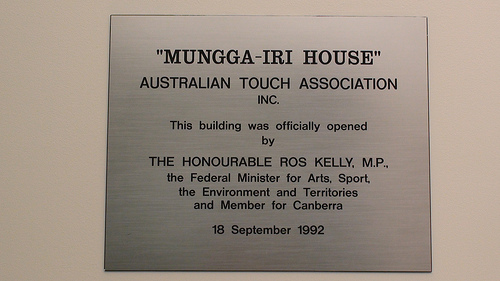 "MUNGGA-IRI HOUSE"
AUSTRALIAN TOUCH ASSOCIATION
INC.
This building was officially opened
by
THE HONOURABLE ROS KELLY, M.P.,
the Federal Minister for Arts, Sport,
the Environment and Territories
and Member for Canberra
18 September 1992